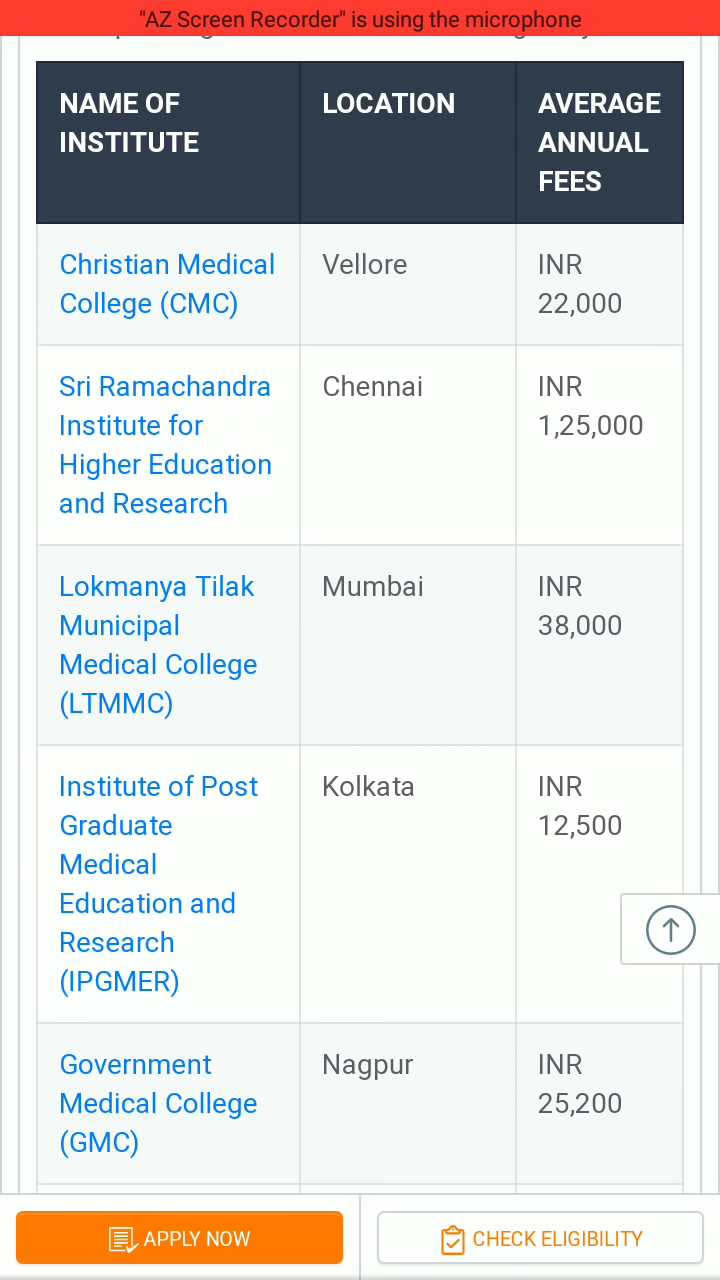 "AZ Screen Recorder" is using the microphone
NAME OF
INSTITUTE
LOCATION
AVERAGE
ANNUAL
FEES
Christian Medical
College (CMC)
Vellore
INR
22,000
Sri Ramachandra
Institute for
Higher Education
and Research
Chennai
INR
1,25,000
Lokmanya Tilak
Municipal
Medical College
(LTMMC)
Mumbai
INR
38,000
Institute of Post
Graduate
Medical
Education and
Research
(IPGMER)
Kolkata
INR
12,500
Government
Medical College
(GMC)
Nagpur
INR
25,200
APPLY NOW
CHECK ELIGIBILITY